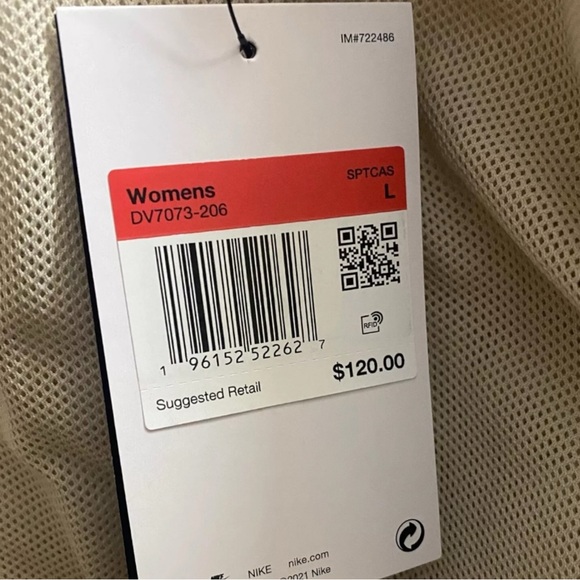 IM#722486
Womens
SPTCAS
DV7073-206
L
RFID
1 96152 52262 7
Suggested Retail
$120.00
NIKE nike.com
©2021 Nike